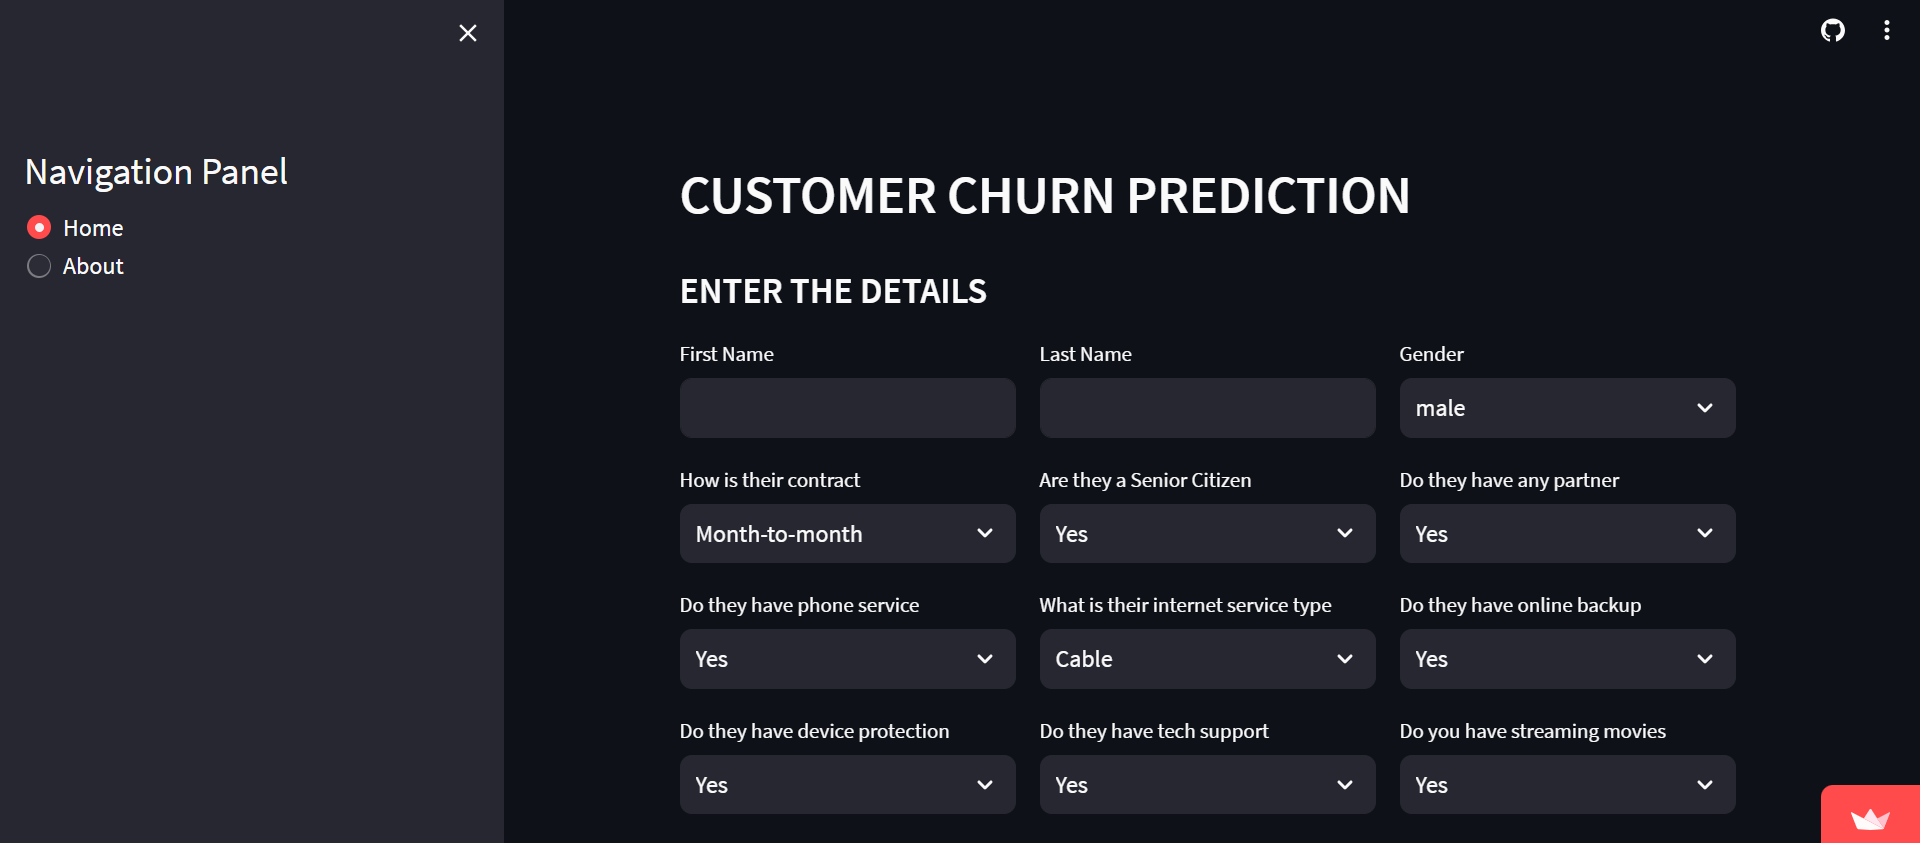 Navigation Panel
Home
About
CUSTOMER CHURN PREDICTION
ENTER THE DETAILS
First Name Last Name Gender
male
How is their contract Are they a Senior Citizen Do they have any partner
Month-to-month Yes Yes
Do they have phone service What is their internet service type Do they have online backup
Yes Cable Yes
Do they have device protection Do they have tech support Do you have streaming movies
Yes Yes Yes